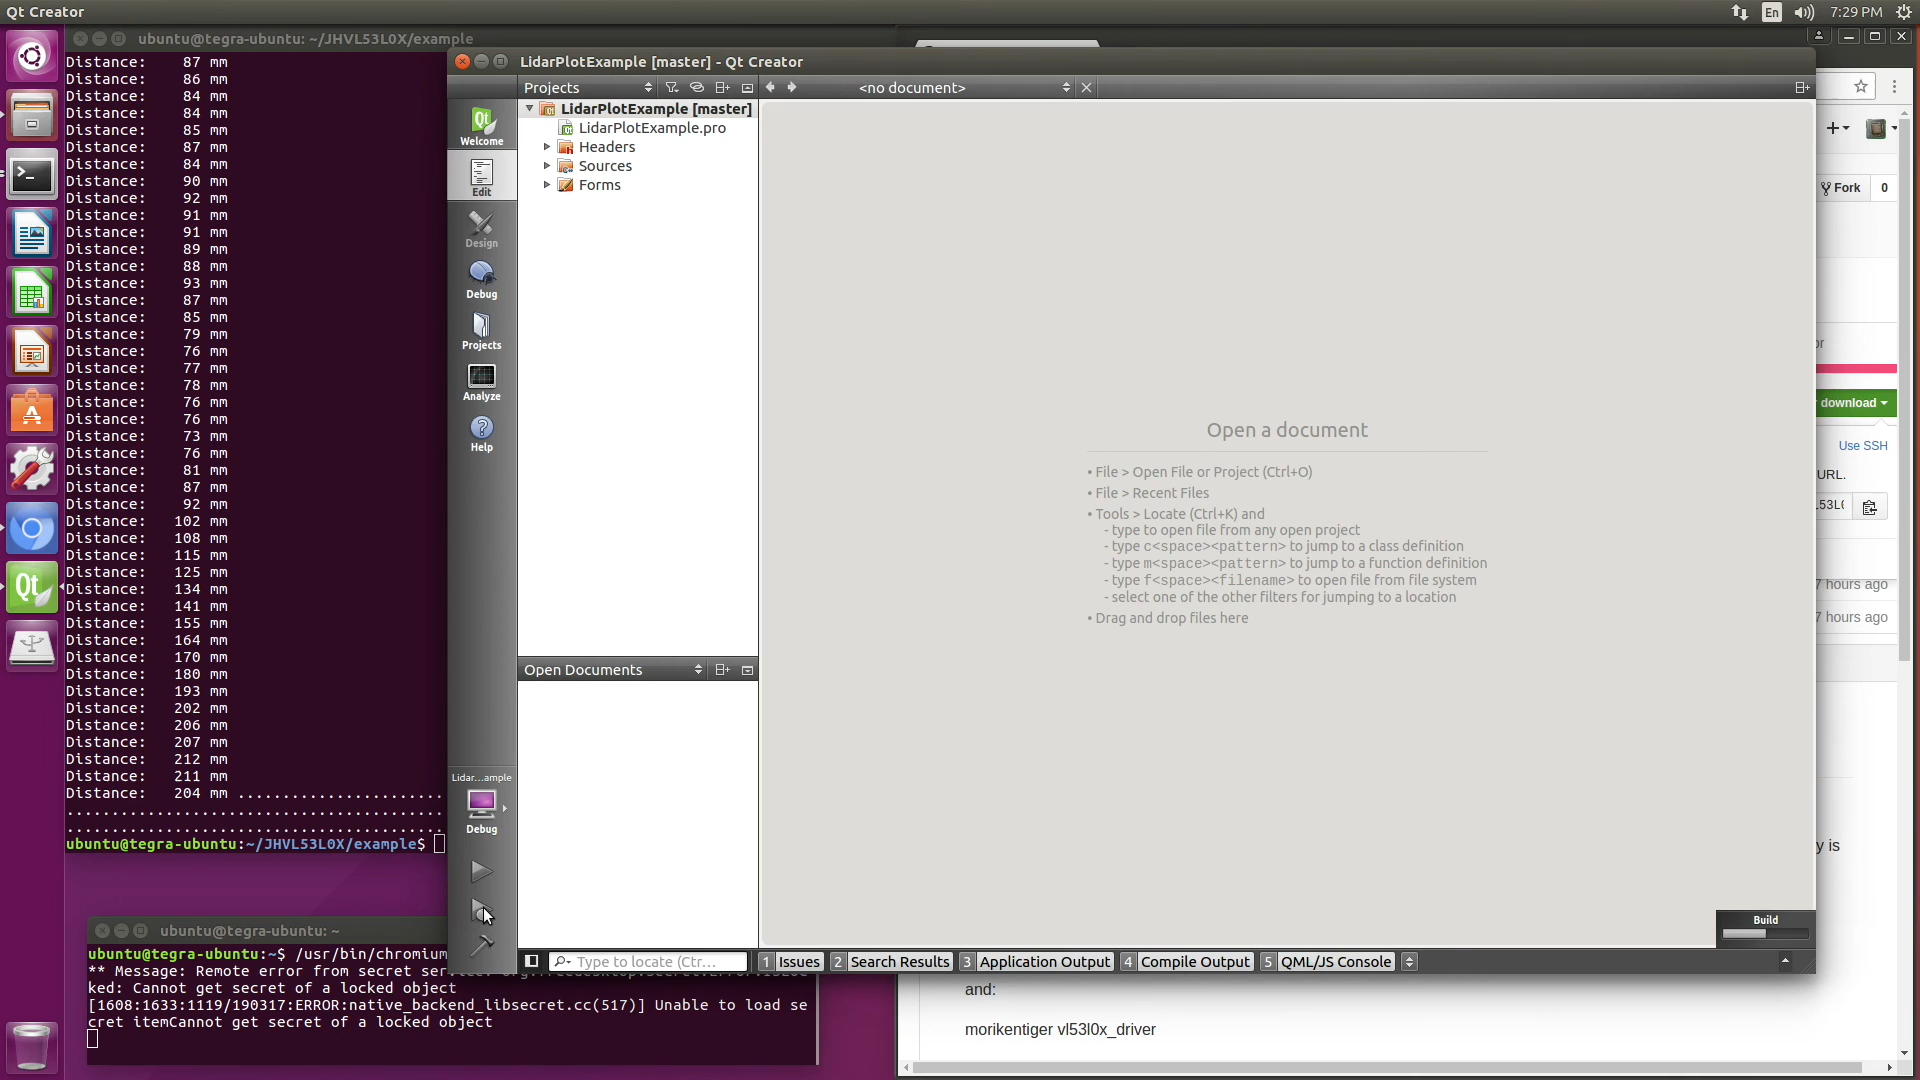 Qt Creator
En
7:29 PM
ubuntu@tegra-ubuntu: ~/JHVL53L0X/example
Distance: 87 mm
Distance: 86 mm
Distance: 84 mm
Distance: 84 mm
Distance: 85 mm
Distance: 87 mm
Distance: 84 mm
Distance: 90 mm
Distance: 92 mm
Distance: 91 mm
Distance: 91 mm
Distance: 89 mm
Distance: 88 mm
Distance: 93 mm
Distance: 87 mm
Distance: 85 mm
Distance: 79 mm
Distance: 76 mm
Distance: 77 mm
Distance: 78 mm
Distance: 76 mm
Distance: 76 mm
Distance: 73 mm
Distance: 76 mm
Distance: 81 mm
Distance: 87 mm
Distance: 92 mm
Distance: 102 mm
Distance: 108 mm
Distance: 115 mm
Distance: 125 mm
Distance: 134 mm
Distance: 141 mm
Distance: 155 mm
Distance: 164 mm
Distance: 170 mm
Distance: 180 mm
Distance: 193 mm
Distance: 202 mm
Distance: 206 mm
Distance: 207 mm
Distance: 212 mm
Distance: 211 mm
Distance: 204 mm .......................
..........................................
..........................................
ubuntu@tegra-ubuntu:~/JHVL53L0X/example$
ubuntu@tegra-ubuntu: ~
ubuntu@tegra-ubuntu:~$ /usr/bin/chromium
** Message: Remote error from secret
ked: Cannot get secret of a locked object
[1608:1633:1119/190317:ERROR:native_backend_libsecret.cc(517)] Unable to load se
cret itemCannot get secret of a locked object
LidarPlotExample [master] - Qt Creator
Projects
<no document>
Welcome
Edit
Design
Debug
Projects
Analyze
Help
Lidar...ample
Debug
LidarPlotExample [master]
LidarPlotExample.pro
Headers
Sources
Forms
Open Documents
Open a document
• File > Open File or Project (Ctrl+O)
• File > Recent Files
• Tools > Locate (Ctrl+K) and
- type to open file from any open project
- type c<space><pattern> to jump to a class definition
- type m<space><pattern> to jump to a function definition
- type f<space><filename> to open file from file system
- select one of the other filters for jumping to a location
• Drag and drop files here
Build
Type to locate (Ctr...
1 Issues
2 Search Results
3 Application Output
4 Compile Output
5 QML/JS Console
Fork 0
or
download
Use SSH
URL.
7 hours ago
7 hours ago
y is
and:
morikentiger vl53l0x_driver